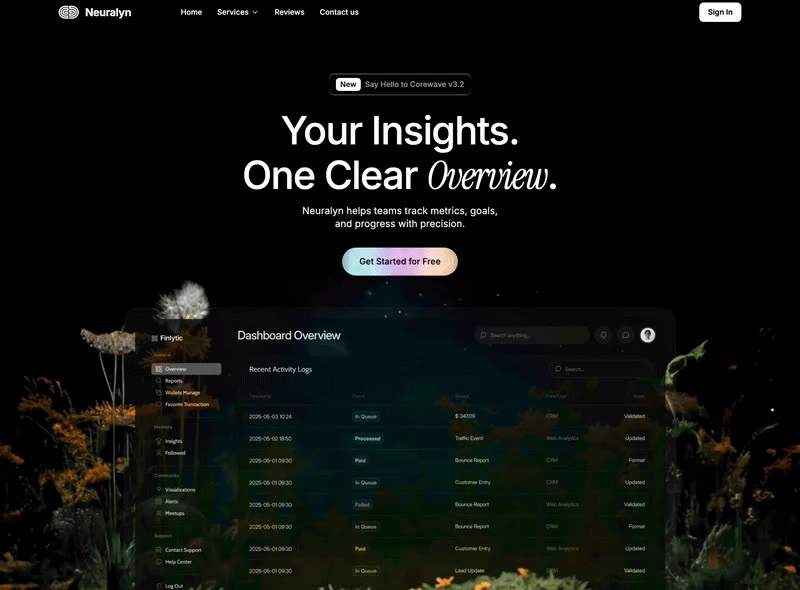 Neuralyn
Home Services Reviews Contact us
Sign In
New Say Hello to Corewave v3.2
Your Insights.
One Clear Overview.
Neuralyn helps teams track metrics, goals,
and progress with precision.
Get Started for Free
Finlytic
Dashboard Overview
Search anything...
General
Overview
Reports
Wallets Manage
Favorite Transaction
Insights
Followed
Community
Visualizations
Alerts
Meetups
Support
Contact Support
Help Center
Log Out
Recent Activity Logs
Search...
2025-05-03 10:24 In Queue $ 347.09 CRM Validated
2025-05-02 16:50 Processed Traffic Event Web Analytics Updated
2025-05-01 09:30 Paid Bounce Report CRM Format
2025-05-01 09:30 In Queue Customer Entry CRM Updated
2025-05-01 09:30 Failed Bounce Report Web Analytics Validated
2025-05-01 09:30 In Queue Bounce Report CRM Format
2025-05-01 09:30 Paid Customer Entry Web Analytics Updated
2025-05-01 09:30 In Queue Lead Update CRM Validated